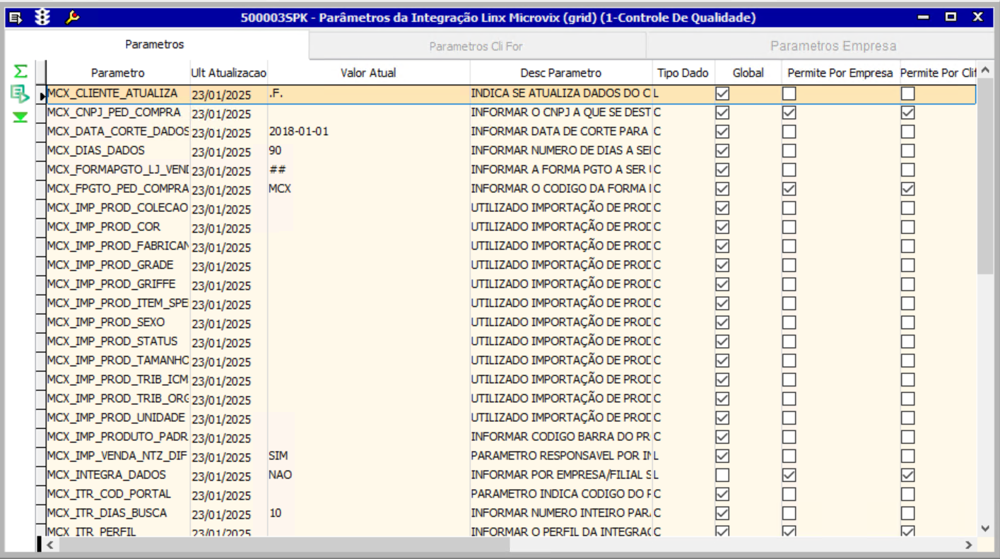 500003SPK - Parâmetros da Integração Linx Microvix (grid) (1-Controle De Qualidade)
Parametros Parametros Cli For Parametros Empresa
Parametro Ult Atualizacao Valor Atual Desc Parametro Tipo Dado Global Permite Por Empresa Permite Por Clif
MCX_CLIENTE_ATUALIZA 23/01/2025 .F. INDICA SE ATUALIZA DADOS DO C L
MCX_CNPJ_PED_COMPRA 23/01/2025 INFORMAR O CNPJ A QUE SE DEST C
MCX_DATA_CORTE_DADOS 23/01/2025 2018-01-01 INFORMAR DATA DE CORTE PARA C
MCX_DIAS_DADOS 23/01/2025 90 INFORMAR NUMERO DE DIAS A SE C
MCX_FORMAPGTO_LJ_VEN 23/01/2025 ## INFORMAR A FORMA PGTO A SER C
MCX_FPGTO_PED_COMPRA 23/01/2025 MCX INFORMAR O CODIGO DA FORMA C
MCX_IMP_PROD_COLECAO 23/01/2025 UTILIZADO IMPORTAÇÃO DE PROD C
MCX_IMP_PROD_COR 23/01/2025 UTILIZADO IMPORTAÇÃO DE PROD C
MCX_IMP_PROD_FABRICAN 23/01/2025 UTILIZADO IMPORTAÇÃO DE PROD C
MCX_IMP_PROD_GRADE 23/01/2025 UTILIZADO IMPORTAÇÃO DE PROD C
MCX_IMP_PROD_GRIFFE 23/01/2025 UTILIZADO IMPORTAÇÃO DE PROD C
MCX_IMP_PROD_ITEM_SPE 23/01/2025 UTILIZADO IMPORTAÇÃO DE PROD C
MCX_IMP_PROD_SEXO 23/01/2025 UTILIZADO IMPORTAÇÃO DE PROD C
MCX_IMP_PROD_STATUS 23/01/2025 UTILIZADO IMPORTAÇÃO DE PROD C
MCX_IMP_PROD_TAMANHO 23/01/2025 UTILIZADO IMPORTAÇÃO DE PROD C
MCX_IMP_PROD_TRIB_ICM 23/01/2025 UTILIZADO IMPORTAÇÃO DE PROD C
MCX_IMP_PROD_TRIB_ORG 23/01/2025 UTILIZADO IMPORTAÇÃO DE PROD C
MCX_IMP_PROD_UNIDADE 23/01/2025 UTILIZADO IMPORTAÇÃO DE PROD C
MCX_IMP_PRODUTO_PADR 23/01/2025 INFORMAR CODIGO BARRA DO PR C
MCX_IMP_VENDA_NTZ_DIF 23/01/2025 SIM PARAMETRO RESPONSAVEL POR IN L
MCX_INTEGRA_DADOS 23/01/2025 NAO INFORMAR POR EMPRESA/FILIAL S L
MCX_ITR_COD_PORTAL 23/01/2025 PARAMETRO INDICA CODIGO DO P C
MCX_ITR_DIAS_BUSCA 23/01/2025 10 INFORMAR NUMERO INTEIRO PAR C
MCX_ITR_PERFIL 23/01/2025 INFORMAR O PERFIL DA INTEGRAC C